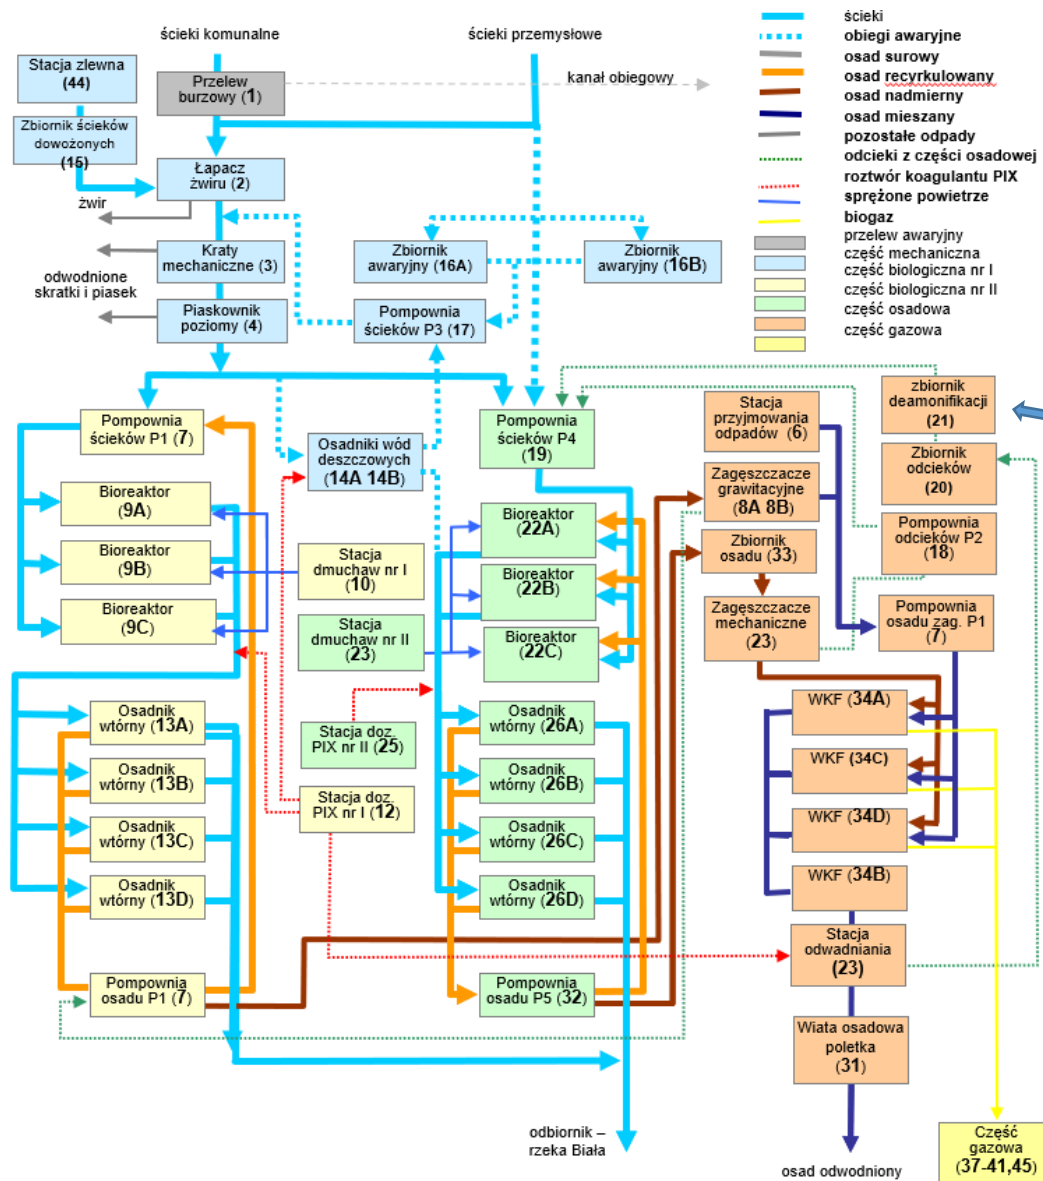 ścieki komunalne
ścieki przemysłowe
Stacja zlewna
(44)
Przelew
burzowy (1)
kanał obiegowy
Zbiornik ścieków
dowożonych
(15)
Łapacz
żwiru (2)
żwir
Kraty
mechaniczne (3)
odwodnione
skratki i piasek
Piaskownik
poziomy (4)
Zbiornik
awaryjny (16A)
Zbiornik
awaryjny (16B)
Pompownia
ścieków P3 (17)
ścieki
obiegi awaryjne
osad surowy
osad recyrkulowany
osad nadmierny
osad mieszany
pozostałe odpady
odcieki z części osadowej
roztwór koagulantu PIX
sprężone powietrze
biogaz
przelew awaryjny
część mechaniczna
część biologiczna nr I
część biologiczna nr II
część osadowa
część gazowa
Pompownia
ścieków P1 (7)
Osadniki wód
deszczowych
(14A 14B)
Pompownia
ścieków P4
(19)
Stacja
przyjmowania
odpadów (6)
zbiornik
deamonifikacji
(21)
Zbiornik
odcieków
(20)
Bioreaktor
(9A)
Bioreaktor
(9B)
Bioreaktor
(9C)
Stacja
dmuchaw nr I
(10)
Stacja
dmuchaw nr II
(23)
Bioreaktor
(22A)
Bioreaktor
(22B)
Bioreaktor
(22C)
Zagęszczacze
grawitacyjne
(8A 8B)
Zbiornik
osadu (33)
Pompownia
odcieków P2
(18)
Zagęszczacze
mechaniczne
(23)
Pompownia
osadu zag. P1
(7)
Osadnik
wtórny (13A)
Osadnik
wtórny (13B)
Osadnik
wtórny (13C)
Osadnik
wtórny (13D)
Stacja doz.
PIX nr II (25)
Stacja doz.
PIX nr I (12)
Osadnik
wtórny (26A)
Osadnik
wtórny (26B)
Osadnik
wtórny (26C)
Osadnik
wtórny (26D)
WKF (34A)
WKF (34C)
WKF (34D)
WKF (34B)
Stacja
odwadniania
(23)
Pompownia
osadu P1 (7)
Pompownia
osadu P5 (32)
Wiata osadowa
poletka
(31)
odbiornik –
rzeka Biała
osad odwodniony
Część
gazowa
(37-41,45)